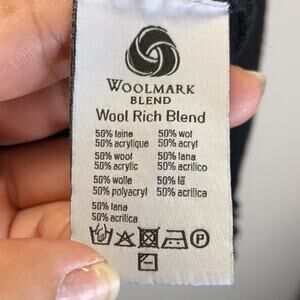 WOOLMARK
BLEND
Wool Rich Blend
50% laine 50% wol
50% acrylique 50% acryl
50% wool 50% lana
50% acrylic 50% acrilico
50% wolle 50% lã
50% polyacryl 50% acrílica
50% lana
50% acrílica
P